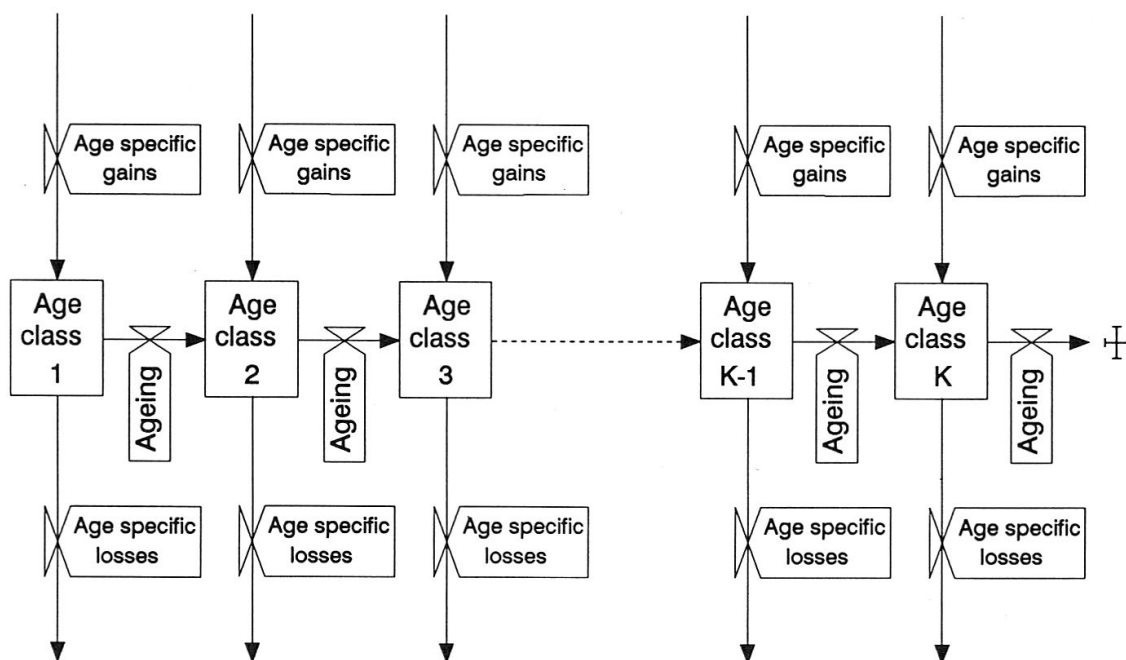 Age specific
gains
Age specific
gains
Age specific
gains
Age specific
gains
Age specific
gains
Age
class
1
Age
class
2
Age
class
3
Age
class
K-1
Age
class
K
Ageing
Ageing
Ageing
Ageing
Age specific
losses
Age specific
losses
Age specific
losses
Age specific
losses
Age specific
losses